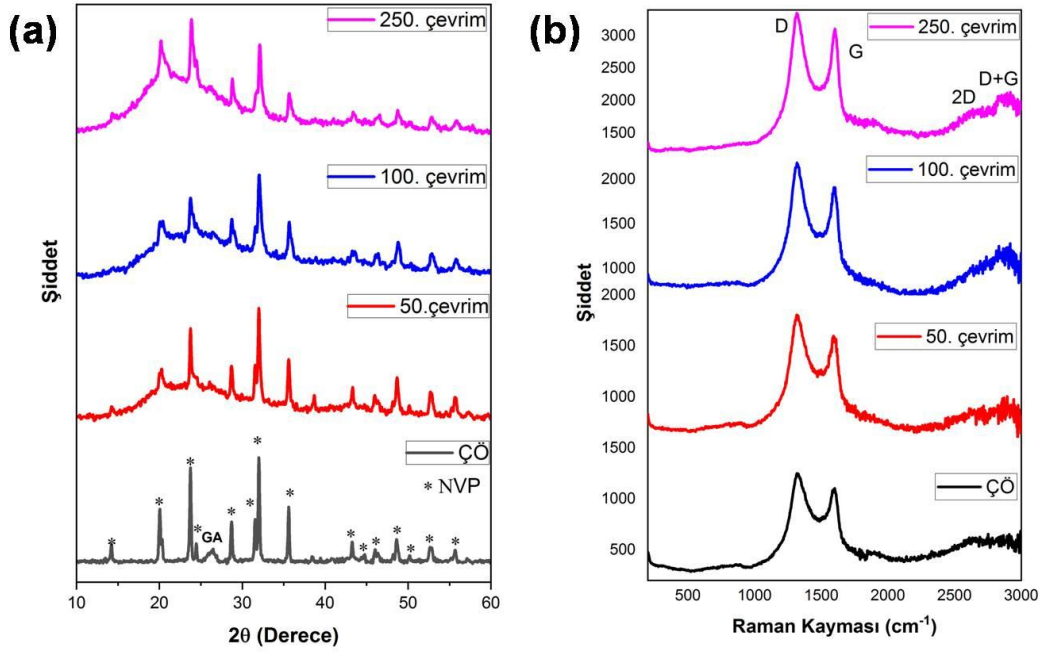 (a)
250. çevrim
100. çevrim
50.çevrim
ÇÖ
* NVP
* * * * GA * * * * * * * * * * *
Şiddet
10 20 30 40 50 60
2θ (Derece)
(b)
250. çevrim
D
G
D+G
2D
100. çevrim
50. çevrim
ÇÖ
3000
2500
2000
1500
2000
1500
1000
2000
1500
1000
1500
1000
500
Şiddet
500 1000 1500 2000 2500 3000
Raman Kayması (cm⁻¹)